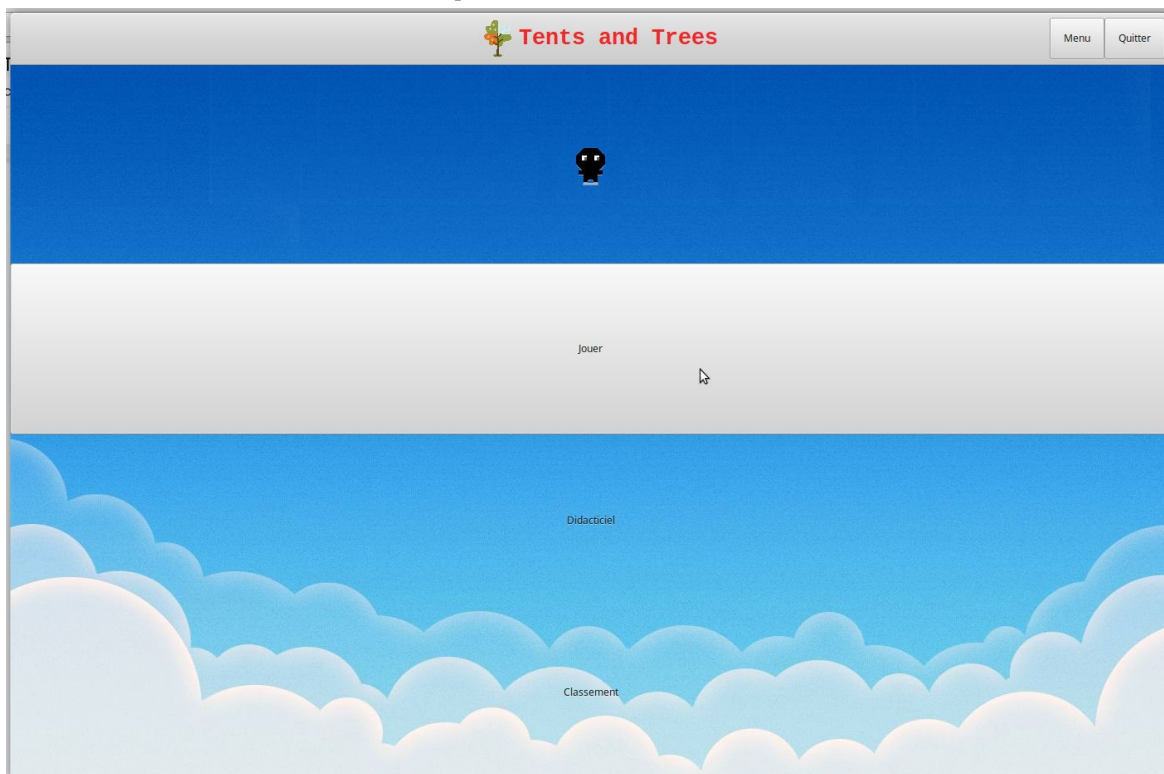 Tents and Trees
Menu
Quitter
Jouer
Didacticiel
Classement